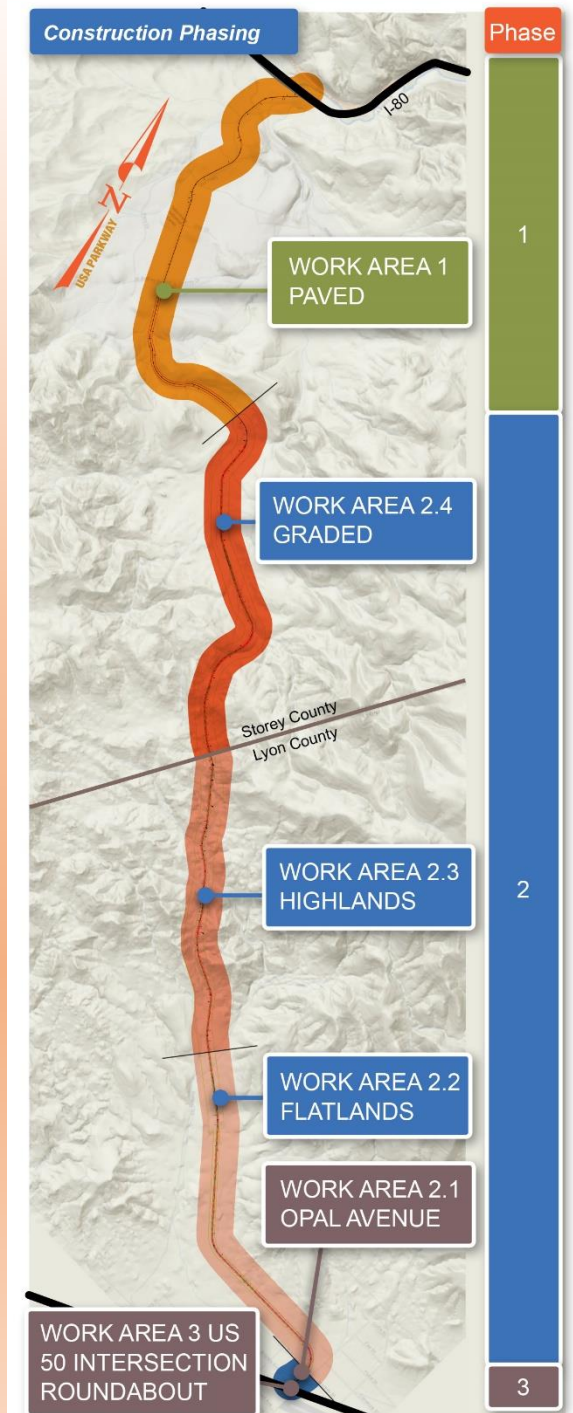 Construction Phasing
Phase
I-80
N
USA PARKWAY
1
WORK AREA 1
PAVED
WORK AREA 2.4
GRADED
Storey County
Lyon County
WORK AREA 2.3
HIGHLANDS
2
WORK AREA 2.2
FLATLANDS
WORK AREA 2.1
OPAL AVENUE
WORK AREA 3 US
50 INTERSECTION
ROUNDABOUT
3